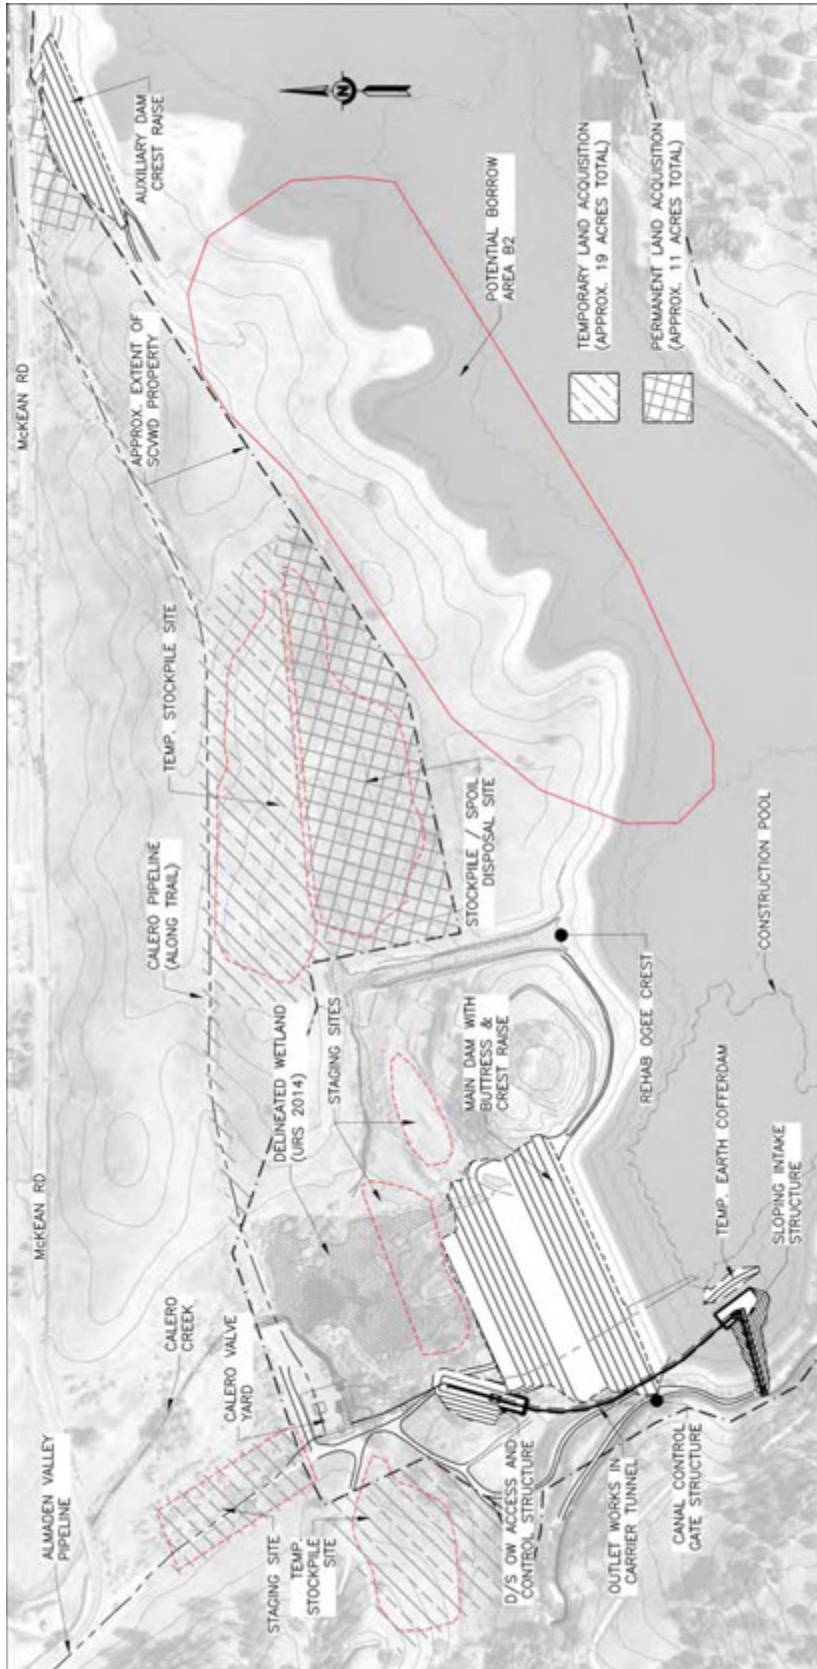 McKEAN RD
McKEAN RD
AUXILIARY DAM
CREST RAISE
N
APPROX. EXTENT OF
SCVWD PROPERTY
TEMP. STOCKPILE SITE
CALERO PIPELINE
(ALONG TRAIL)
DELINEATED WETLAND
(URS 2014)
STAGING SITES
CALERO
CREEK
CALERO VALVE
YARD
ALMADEN VALLEY
PIPELINE
STAGING SITE
TEMP.
STOCKPILE
SITE
D/S OW ACCESS AND
CONTROL STRUCTURE
OUTLET WORKS IN
CARRIER TUNNEL
CANAL CONTROL
GATE STRUCTURE
MAIN DAM WITH
BUTTRESS &
CREST RAISE
STOCKPILE / SPOIL
DISPOSAL SITE
REHAB OGEE CREST
TEMP. EARTH COFFERDAM
SLOPING INTAKE
STRUCTURE
CONSTRUCTION POOL
POTENTIAL BORROW
AREA B2
TEMPORARY LAND ACQUISITION
(APPROX. 19 ACRES TOTAL)
PERMANENT LAND ACQUISITION
(APPROX. 11 ACRES TOTAL)